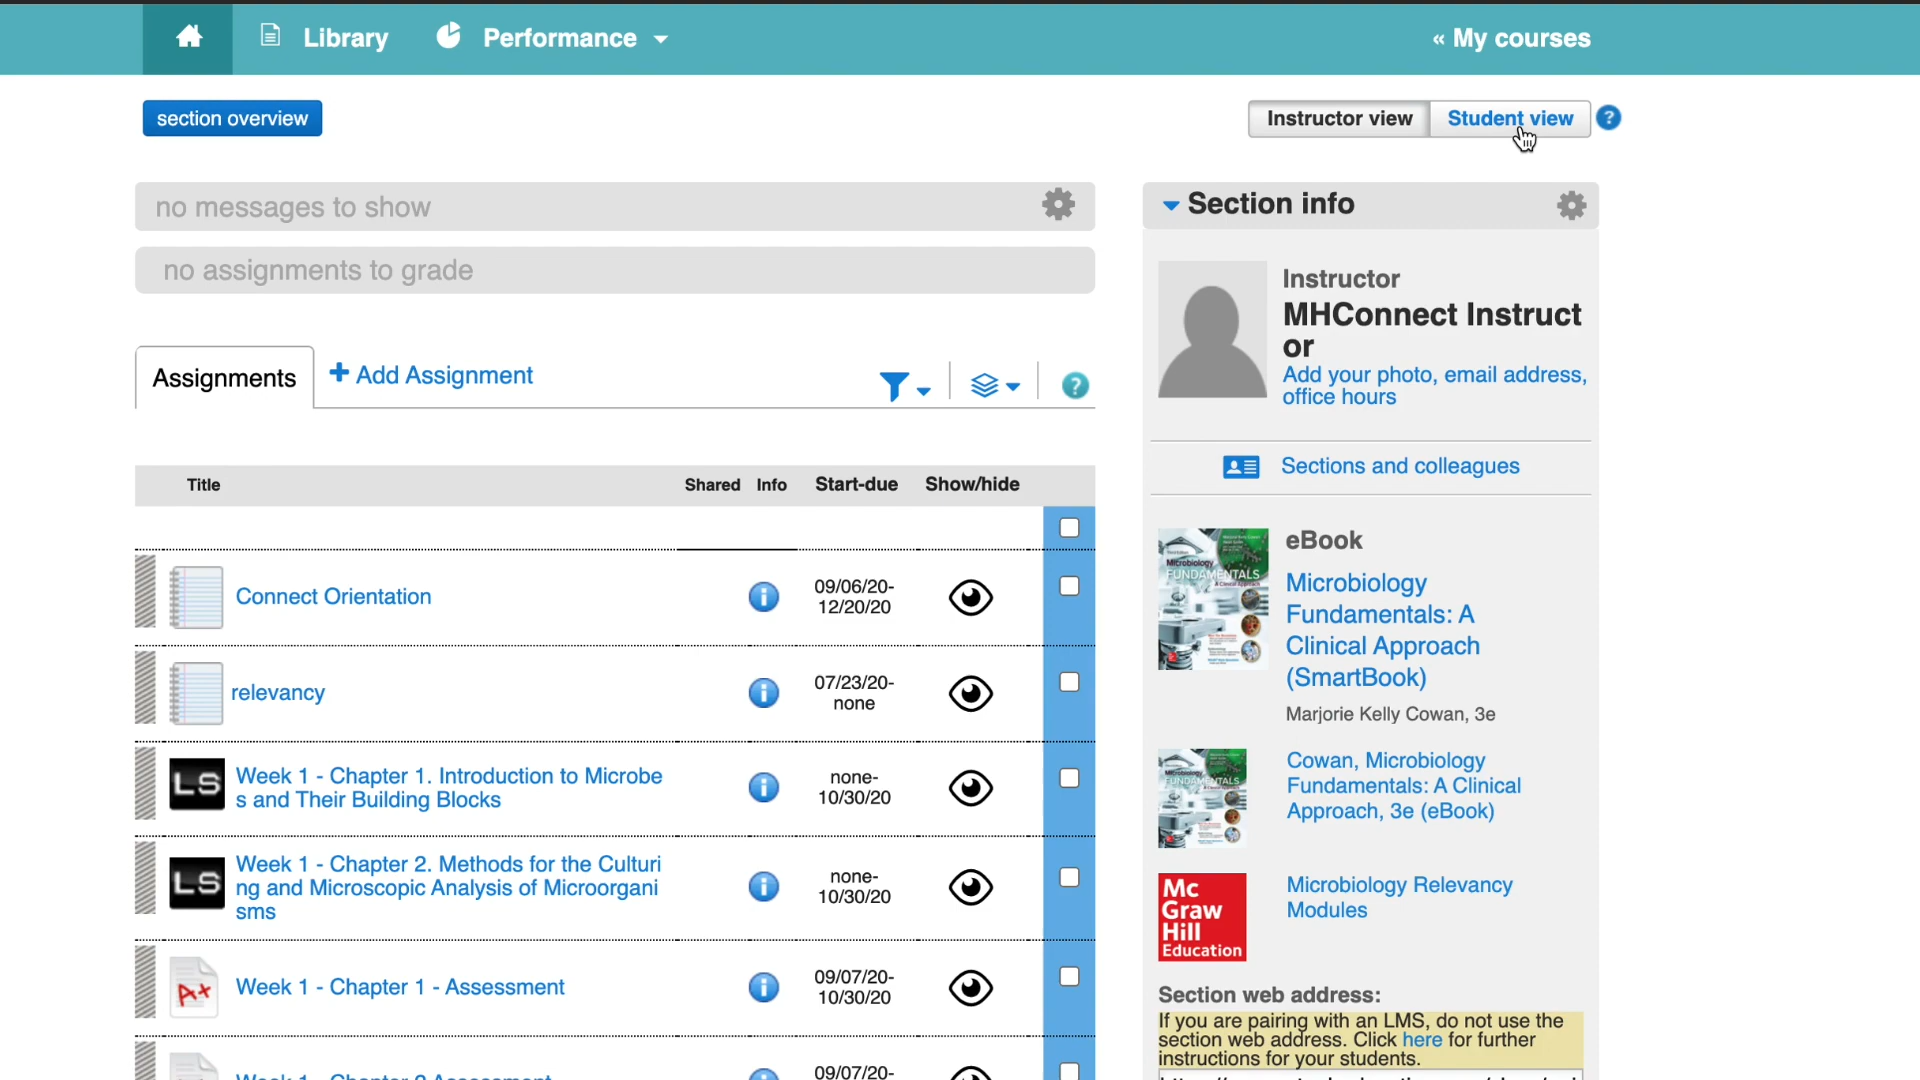 Library
Performance
« My courses
section overview
Instructor view
Student view
?
no messages to show
no assignments to grade
Assignments
+ Add Assignment
?
Title
Shared
Info
Start-due
Show/hide
Connect Orientation
09/06/20-
12/20/20
relevancy
07/23/20-
none
LS
Week 1 - Chapter 1. Introduction to Microbe
s and Their Building Blocks
none-
10/30/20
LS
Week 1 - Chapter 2. Methods for the Culturi
ng and Microscopic Analysis of Microorgani
sms
none-
10/30/20
A+
Week 1 - Chapter 1 - Assessment
09/07/20-
10/30/20
09/07/20-
Section info
Instructor
MHConnect Instruct
or
Add your photo, email address,
office hours
Sections and colleagues
Microbiology
FUNDAMENTALS
eBook
Microbiology
Fundamentals: A
Clinical Approach
(SmartBook)
Marjorie Kelly Cowan, 3e
Cowan, Microbiology
Fundamentals: A Clinical
Approach, 3e (eBook)
Mc
Graw
Hill
Education
Microbiology Relevancy
Modules
Section web address:
If you are pairing with an LMS, do not use the
section web address. Click here for further
instructions for your students.